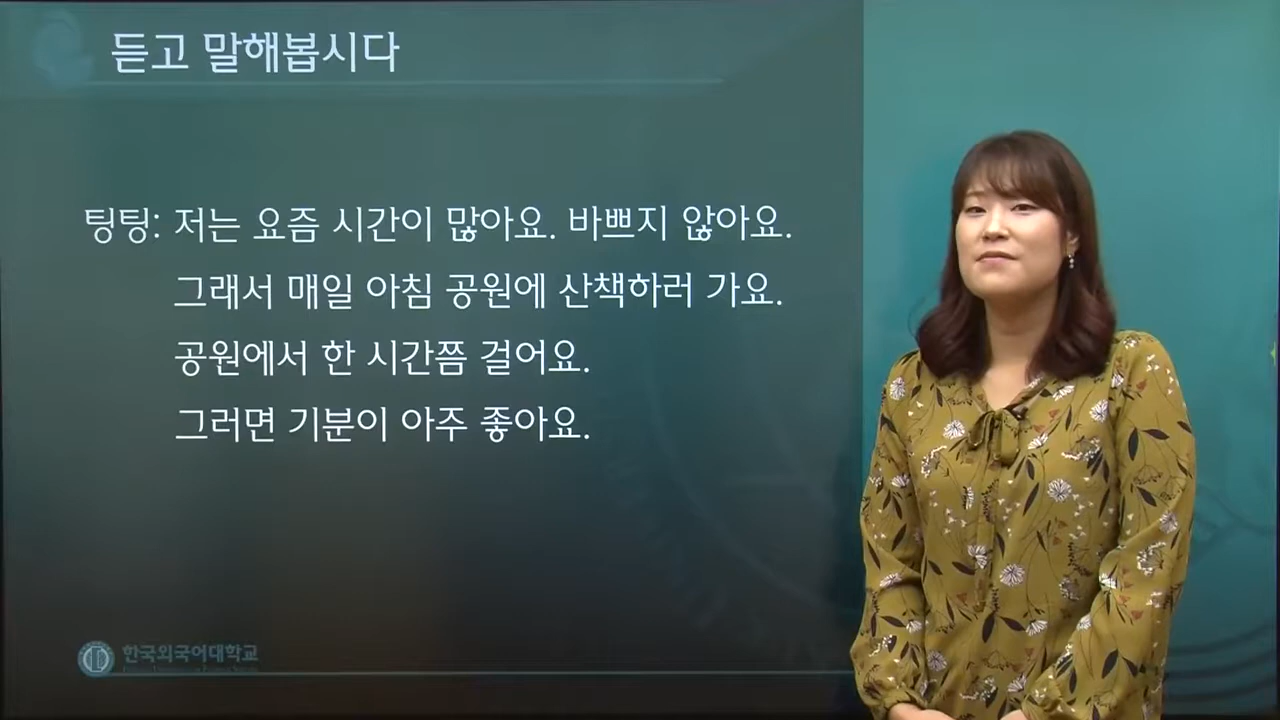 듣고 말해봅시다
팅팅: 저는 요즘 시간이 많아요. 바쁘지 않아요.
그래서 매일 아침 공원에 산책하러 가요.
공원에서 한 시간쯤 걸어요.
그러면 기분이 아주 좋아요.
한국외국어대학교